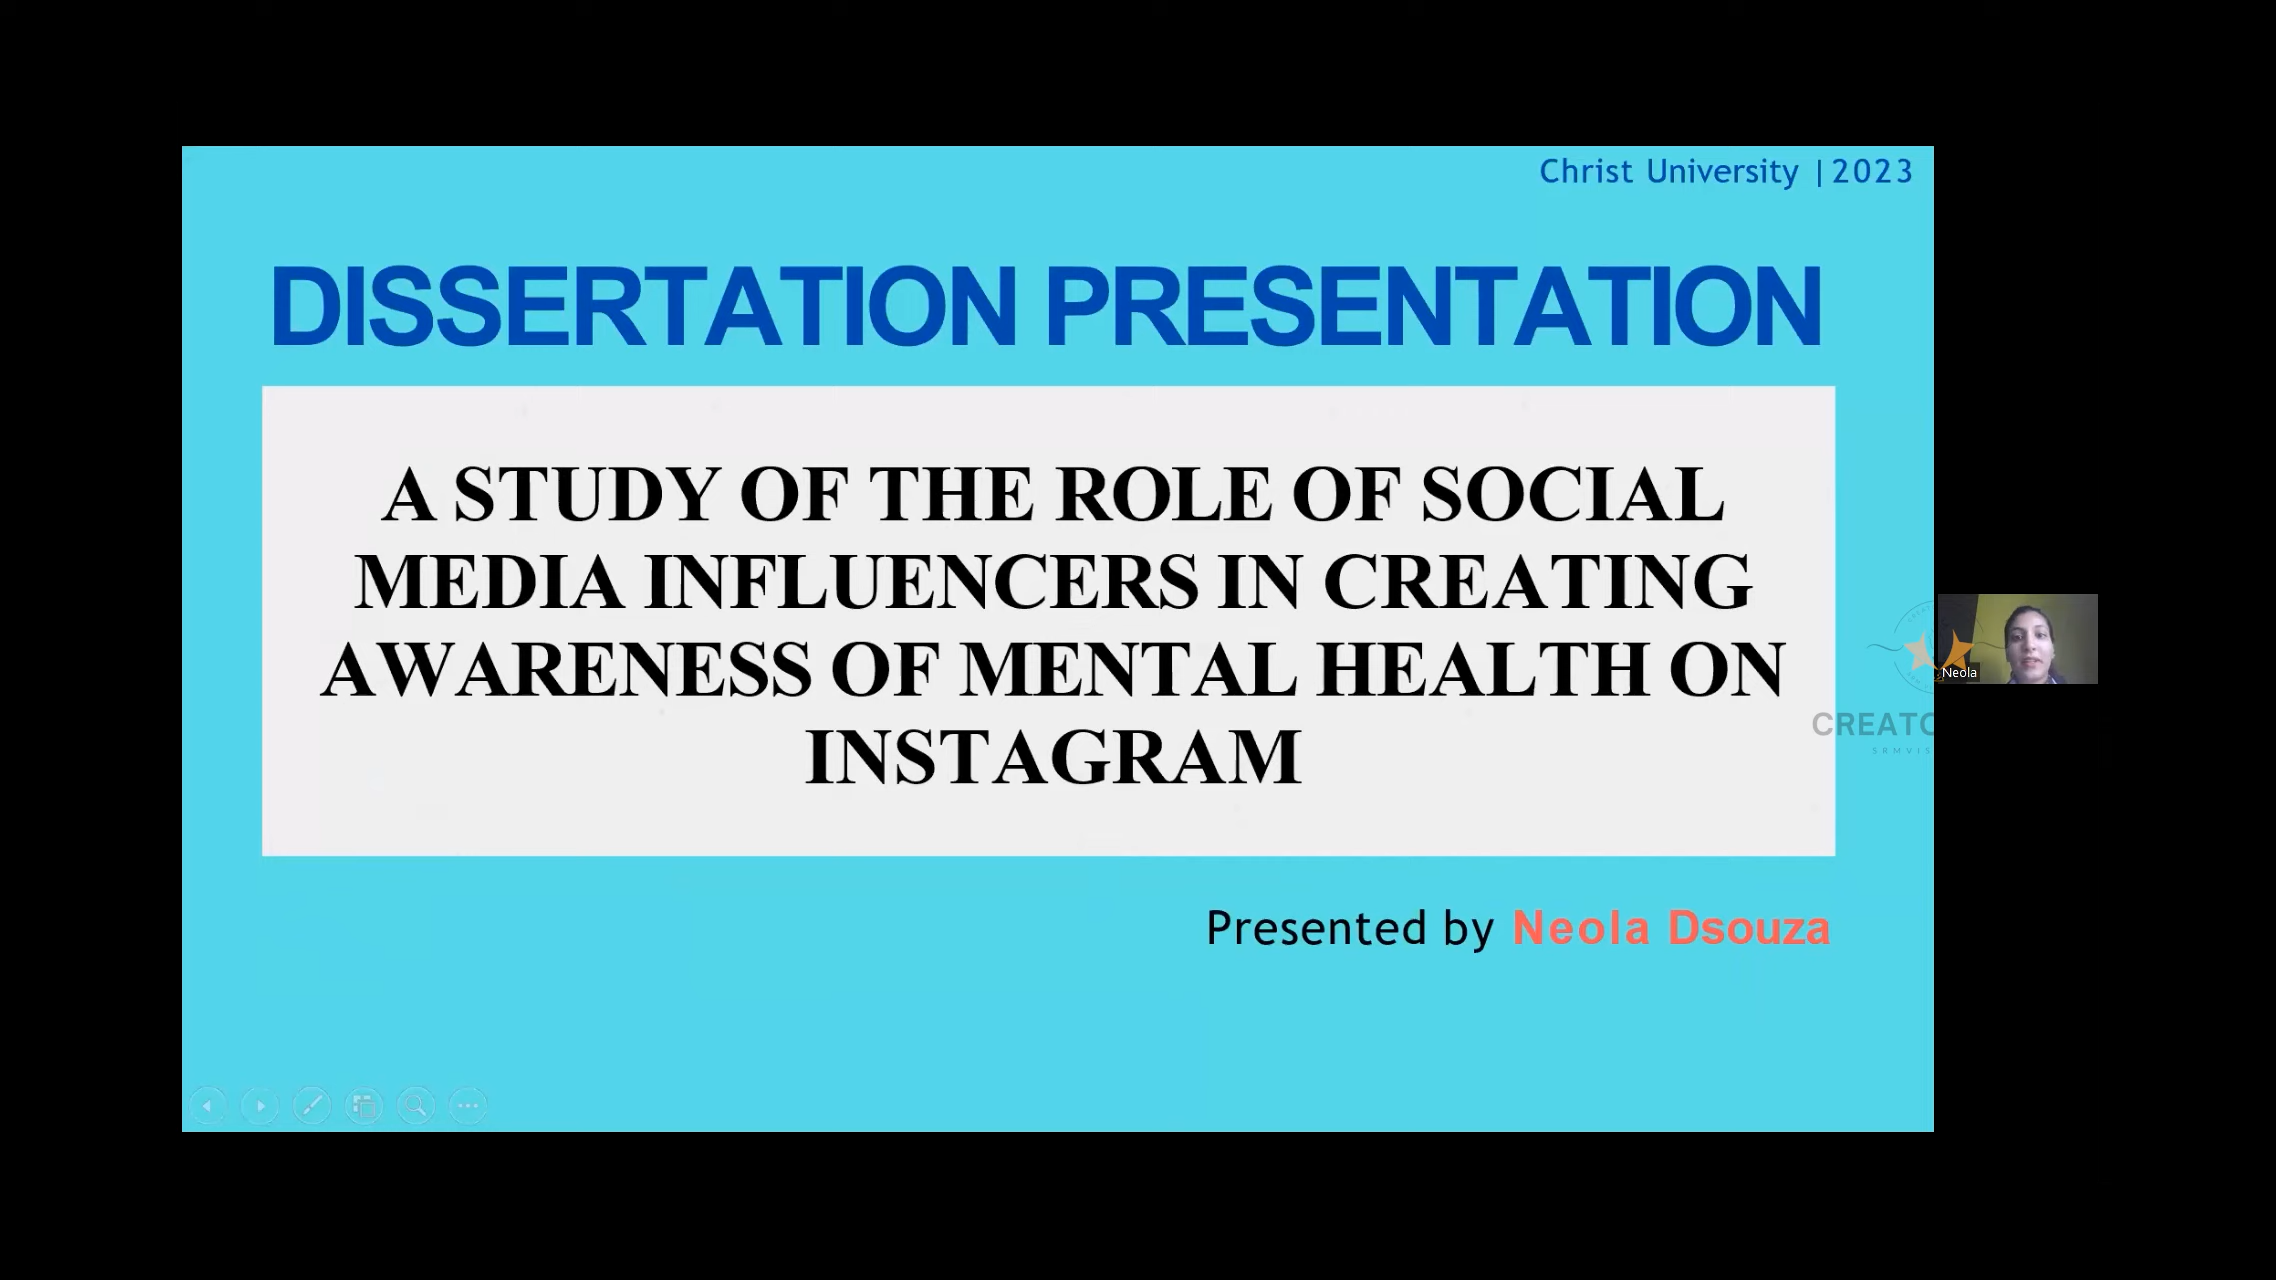 Christ University |2023
DISSERTATION PRESENTATION
A STUDY OF THE ROLE OF SOCIAL
MEDIA INFLUENCERS IN CREATING
AWARENESS OF MENTAL HEALTH ON
INSTAGRAM
Neola
Presented by Neola Dsouza